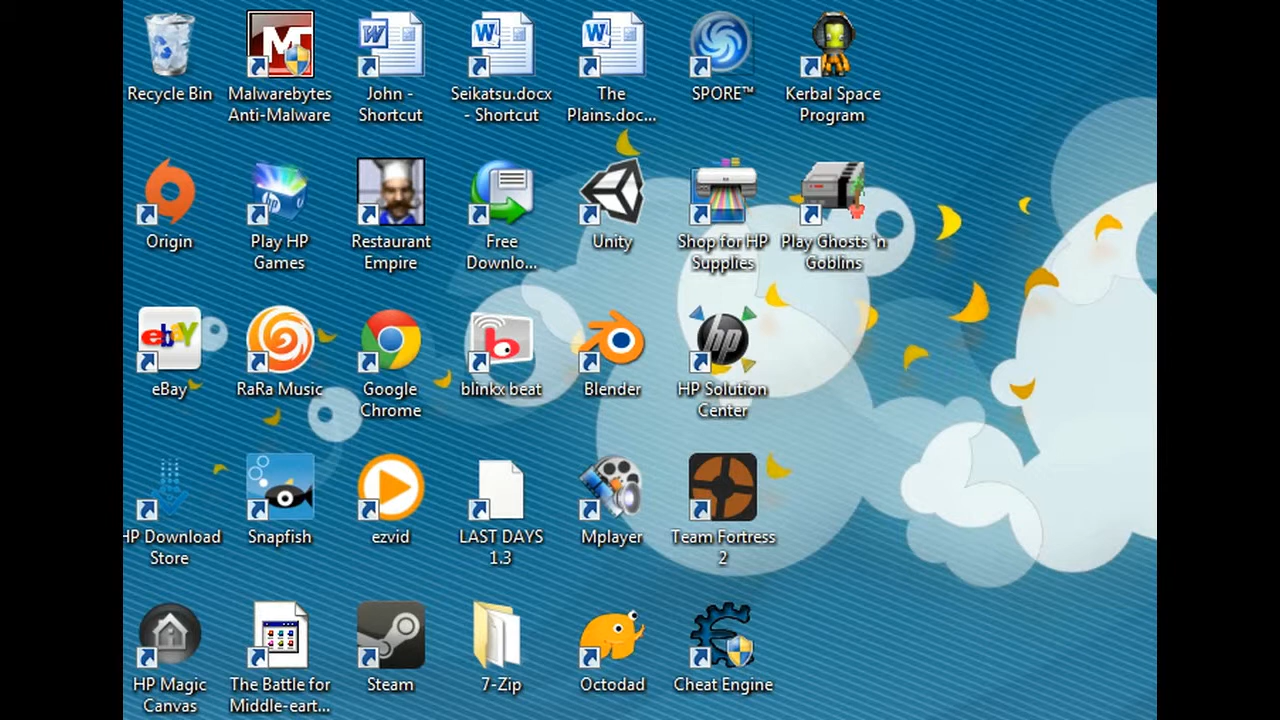 Recycle Bin
Malwarebytes
Anti-Malware
John -
Shortcut
Seikatsu.docx
- Shortcut
The
Plains.doc...
SPORE™
Kerbal Space
Program
Origin
Play HP
Games
Restaurant
Empire
Free
Downlo...
Unity
Shop for HP
Supplies
Play Ghosts 'n
Goblins
ebY
eBay
RaRa Music
Google
Chrome
b
blinkx beat
Blender
hp
HP Solution
Center
HP Download
Store
Snapfish
ezvid
LAST DAYS
1.3
Mplayer
Team Fortress
2
HP Magic
Canvas
The Battle for
Middle-eart...
Steam
7-Zip
Octodad
Cheat Engine